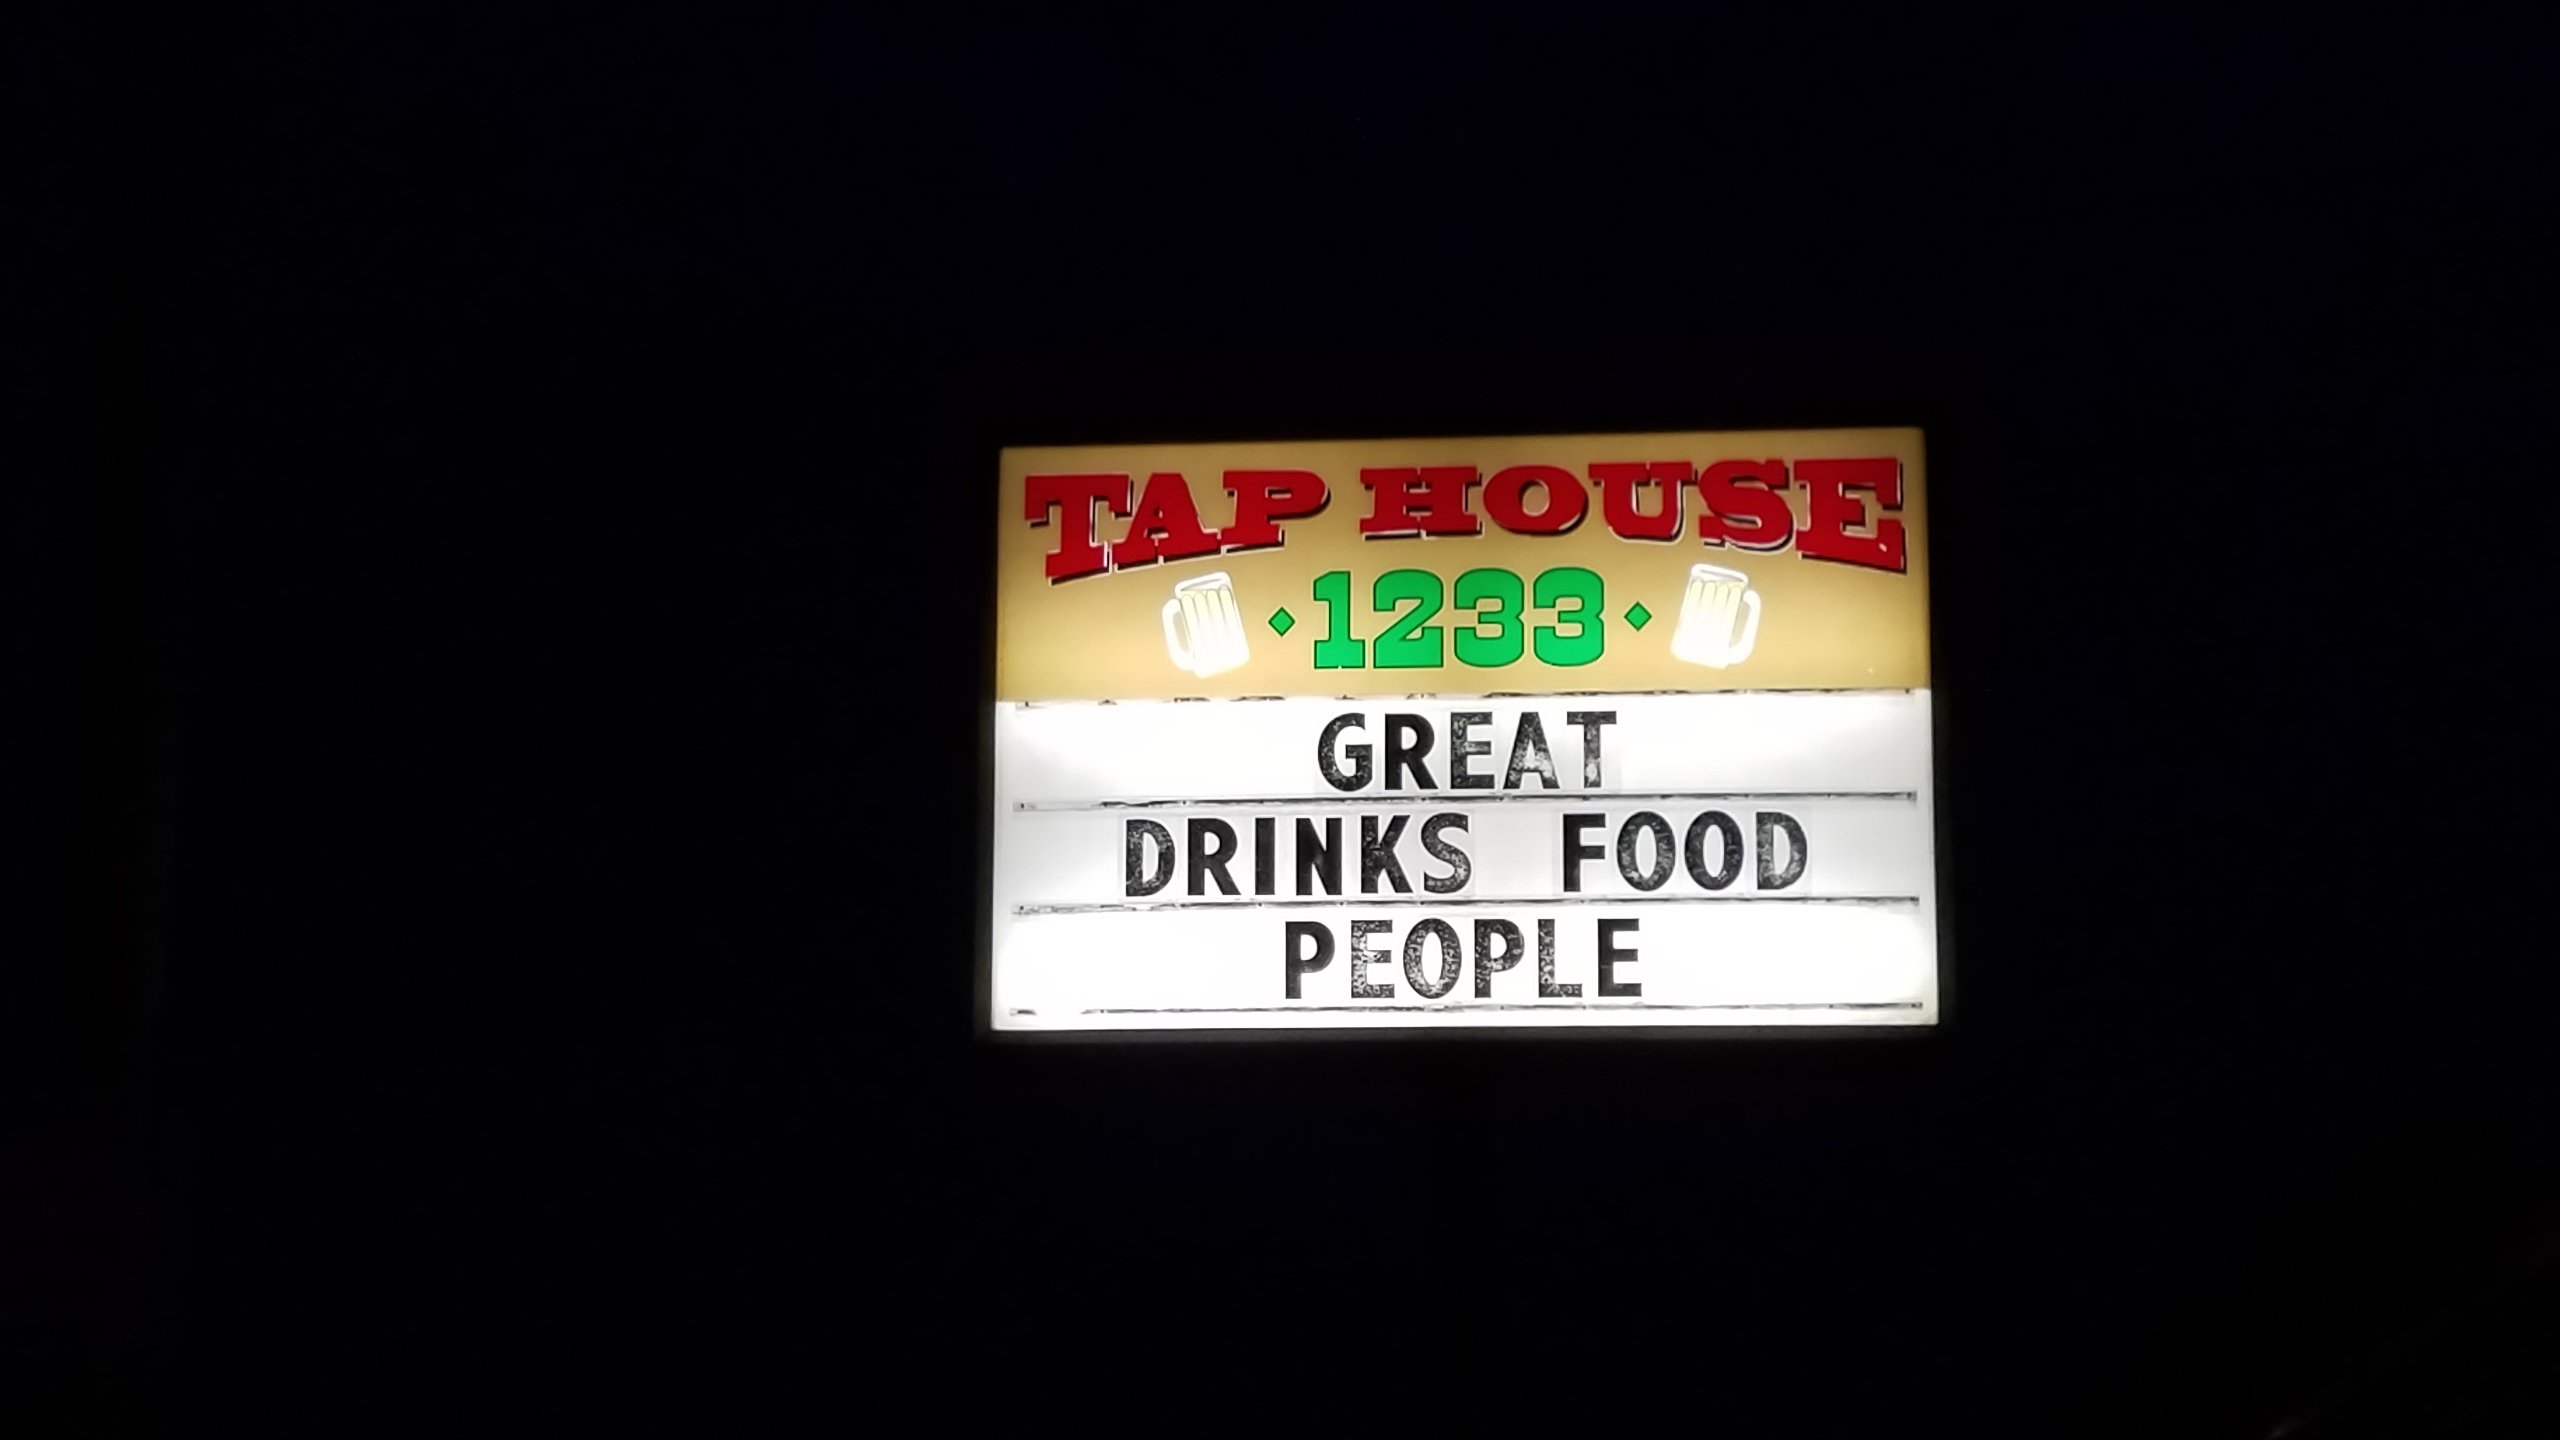 TAP HOUSE
1233
GREAT
DRINKS FOOD
PEOPLE